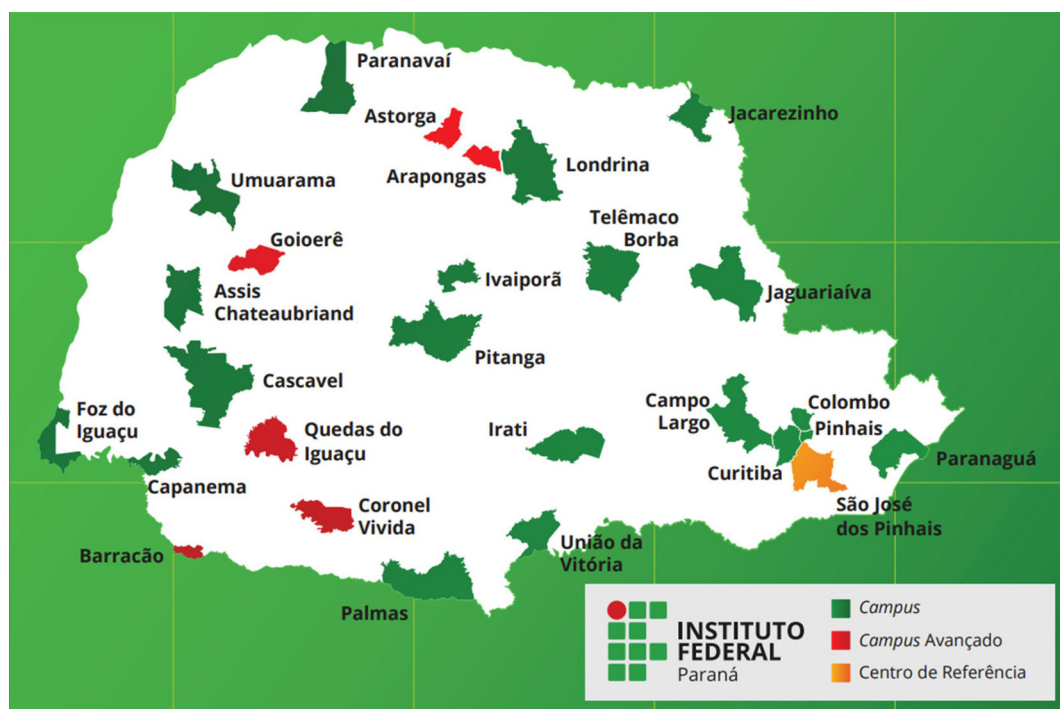 Paranavaí
Astorga
Jacarezinho
Arapongas
Londrina
Umuarama
Telêmaco
Borba
Goioerê
Ivaiporã
Assis
Chateaubriand
Jaguariaíva
Pitanga
Cascavel
Campo
Largo
Colombo
Pinhais
Foz do
Iguaçu
Quedas do
Iguaçu
Irati
Paranaguá
Curitiba
Capanema
São José
dos Pinhais
Coronel
Vivida
Barracão
União da
Vitória
Palmas
INSTITUTO
FEDERAL
Paraná
Campus
Campus Avançado
Centro de Referência